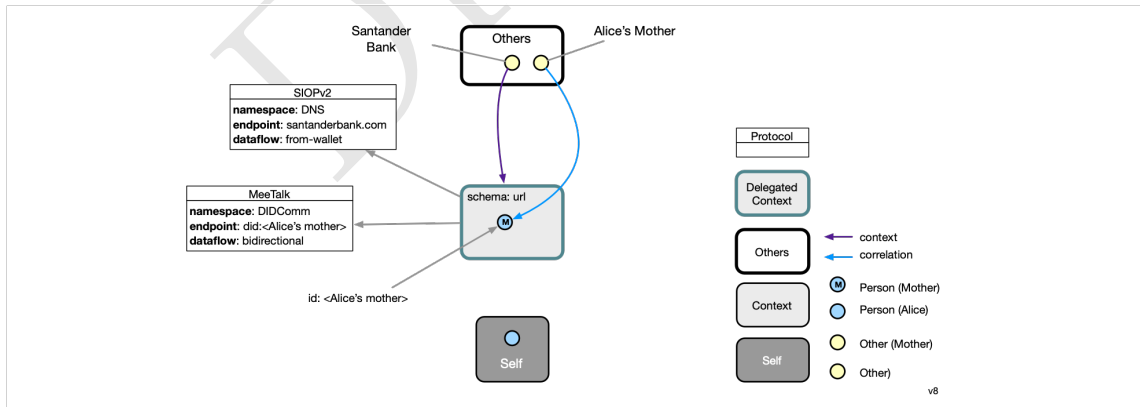 Santander
Bank
Others
Alice's Mother
SIOPv2
namespace: DNS
endpoint: santanderbank.com
dataflow: from-wallet
MeeTalk
namespace: DIDComm
endpoint: did:<Alice's mother>
dataflow: bidirectional
schema: url
M
id: <Alice's mother>
Self
Protocol
Delegated
Context
Others
context
correlation
M Person (Mother)
Context
Person (Alice)
Other (Mother)
Self
Other)
v8